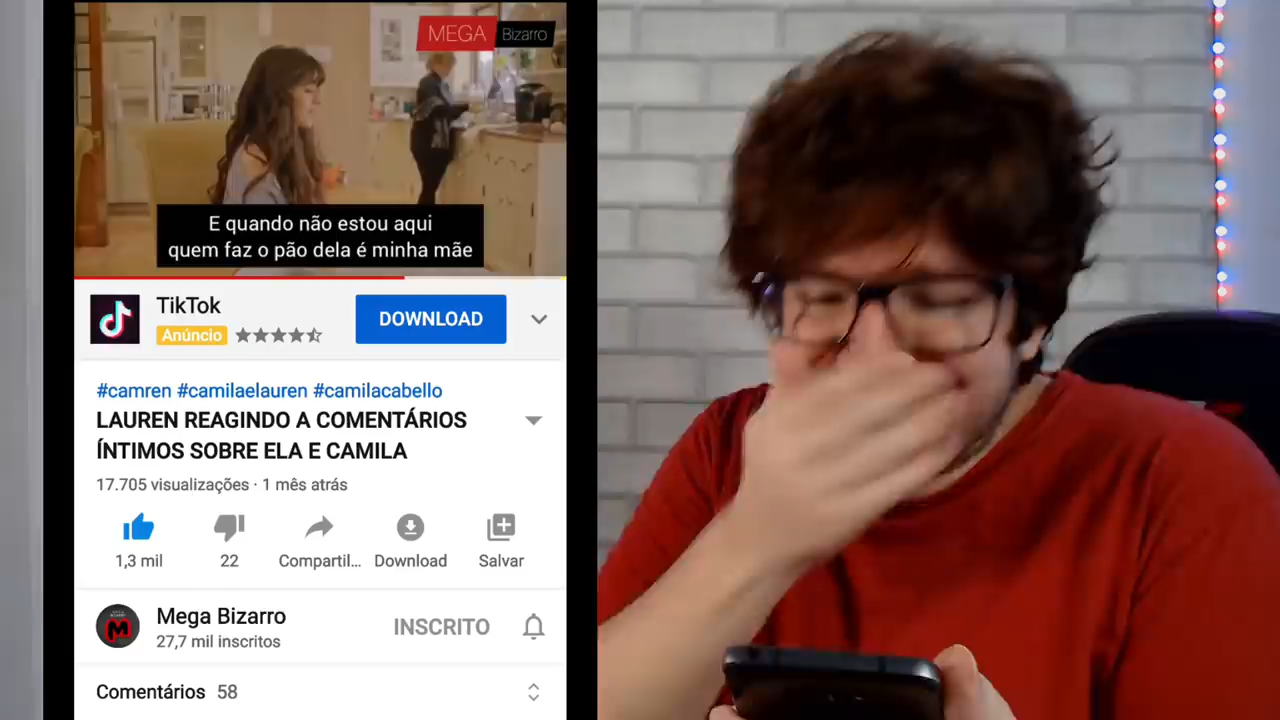 MEGA Bizarro
E quando não estou aqui
quem faz o pão dela é minha mãe
TikTok
Anúncio
DOWNLOAD
#camren #camilaelauren #camilacabello
LAUREN REAGINDO A COMENTÁRIOS
ÍNTIMOS SOBRE ELA E CAMILA
17.705 visualizações · 1 mês atrás
1,3 mil
22
Compartil...
Download
Salvar
Mega Bizarro
27,7 mil inscritos
INSCRITO
Comentários 58